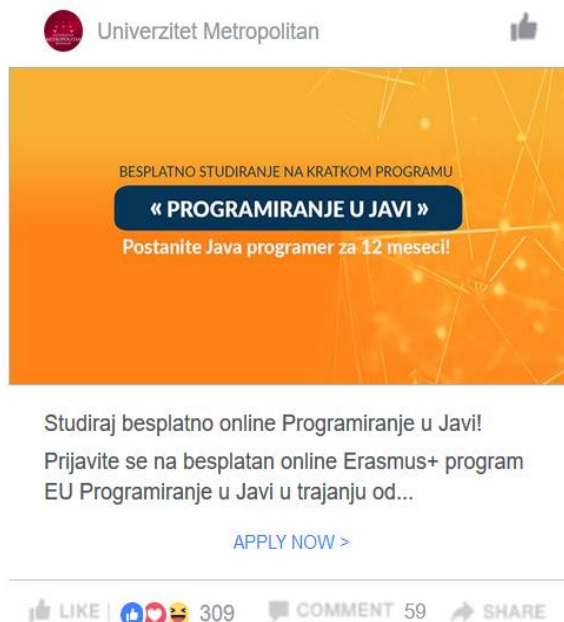 Univerzitet Metropolitan
BESPLATNO STUDIRANJE NA KRATKOM PROGRAMU
« PROGRAMIRANJE U JAVI »
Postanite Java programer za 12 meseci!
Studiraj besplatno online Programiranje u Javi!
Prijavite se na besplatan online Erasmus+ program
EU Programiranje u Javi u trajanju od...
APPLY NOW >
LIKE | 309 COMMENT 59 SHARE